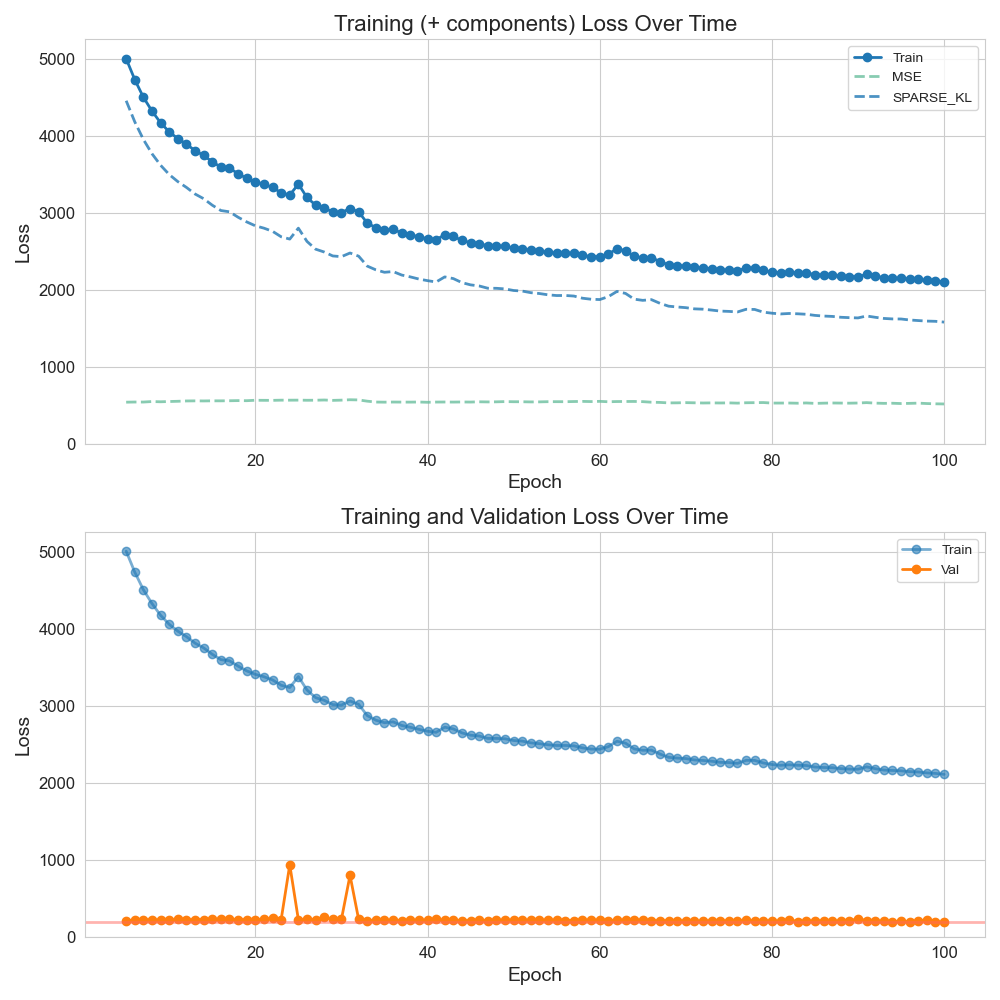 Training (+ components) Loss Over Time
5000
4000
3000
2000
1000
0
Loss
Train
MSE
SPARSE_KL
20
40
60
80
100
Epoch
Training and Validation Loss Over Time
5000
4000
3000
2000
1000
0
Loss
Train
Val
20
40
60
80
100
Epoch